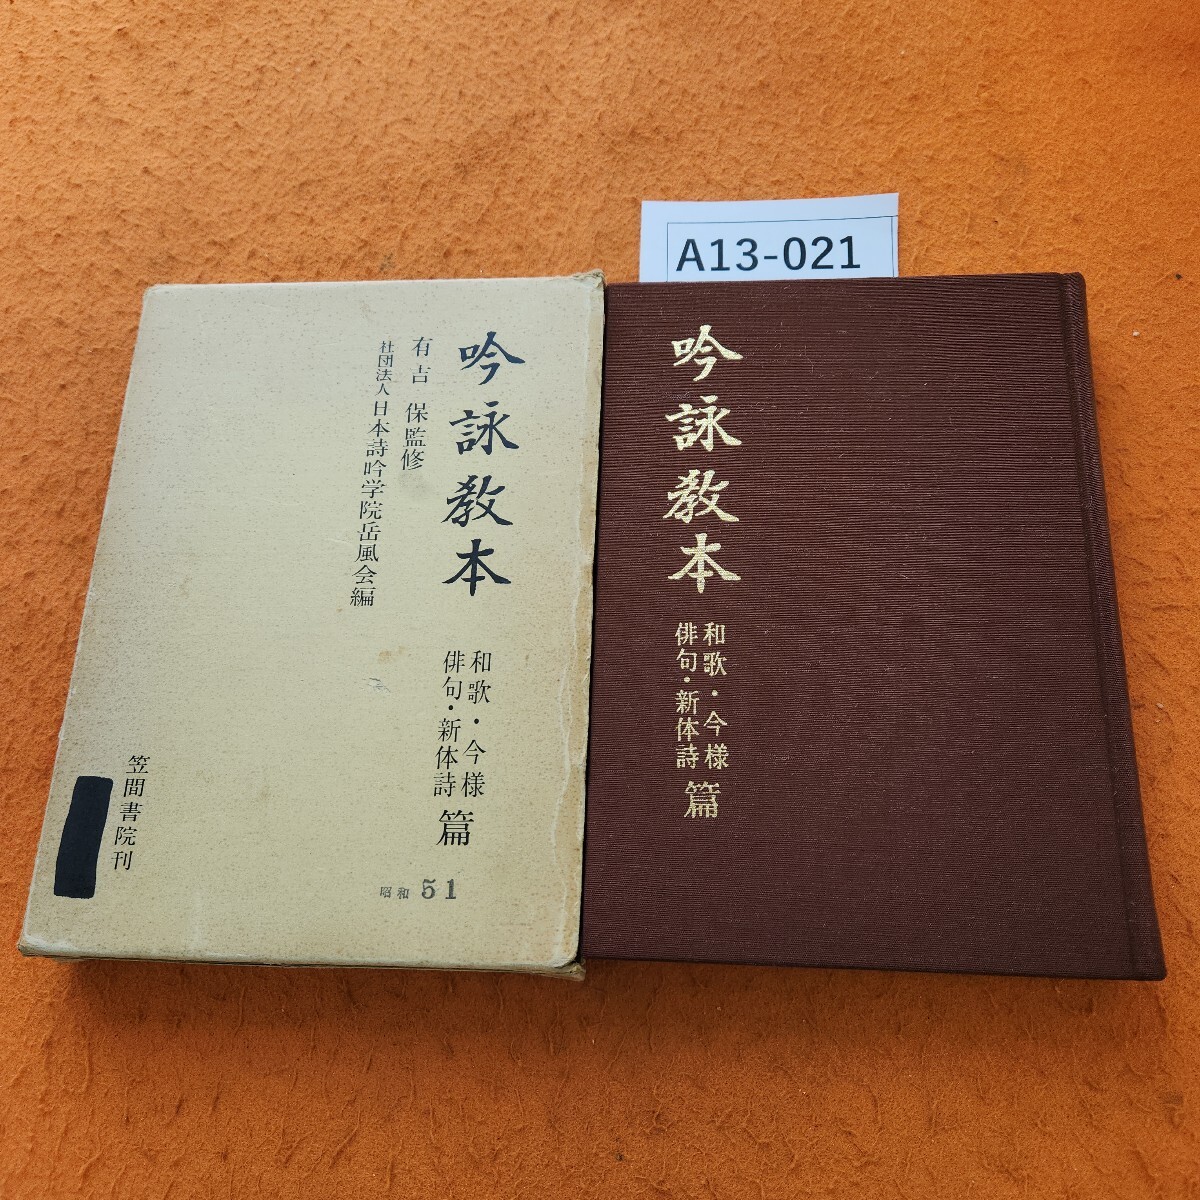 A13-021
吟詠教本
和歌・今様
俳句・新体詩
篇
有吉 保監修
社団法人日本詩吟学院岳風会編
笠間書院刊
昭和 51
吟詠教本
和歌・今様
俳句・新体詩
篇